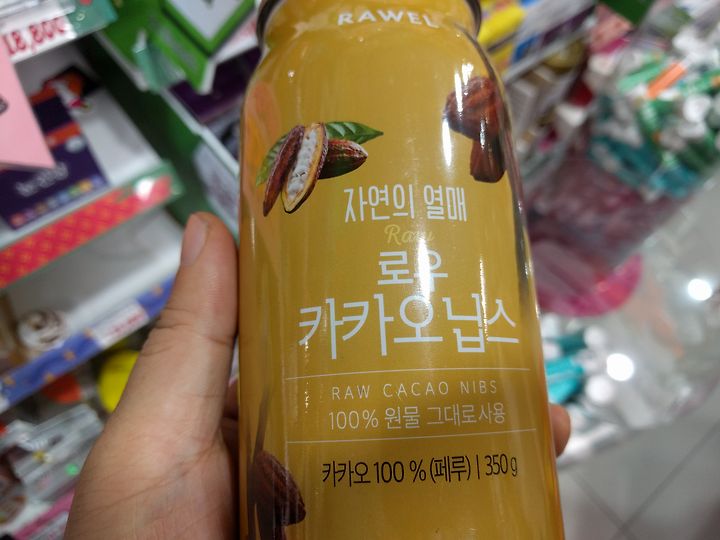 RAWEL
자연의 열매
Raw
로우
카카오닙스
RAW CACAO NIBS
100% 원물 그대로 사용
카카오 100 % (페루) | 350 g